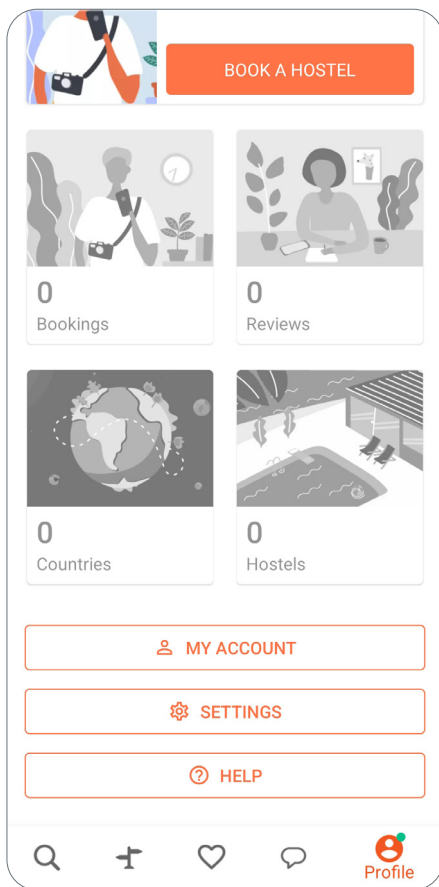 BOOK A HOSTEL
0
Bookings
0
Reviews
0
Countries
0
Hostels
MY ACCOUNT
SETTINGS
HELP
Profile